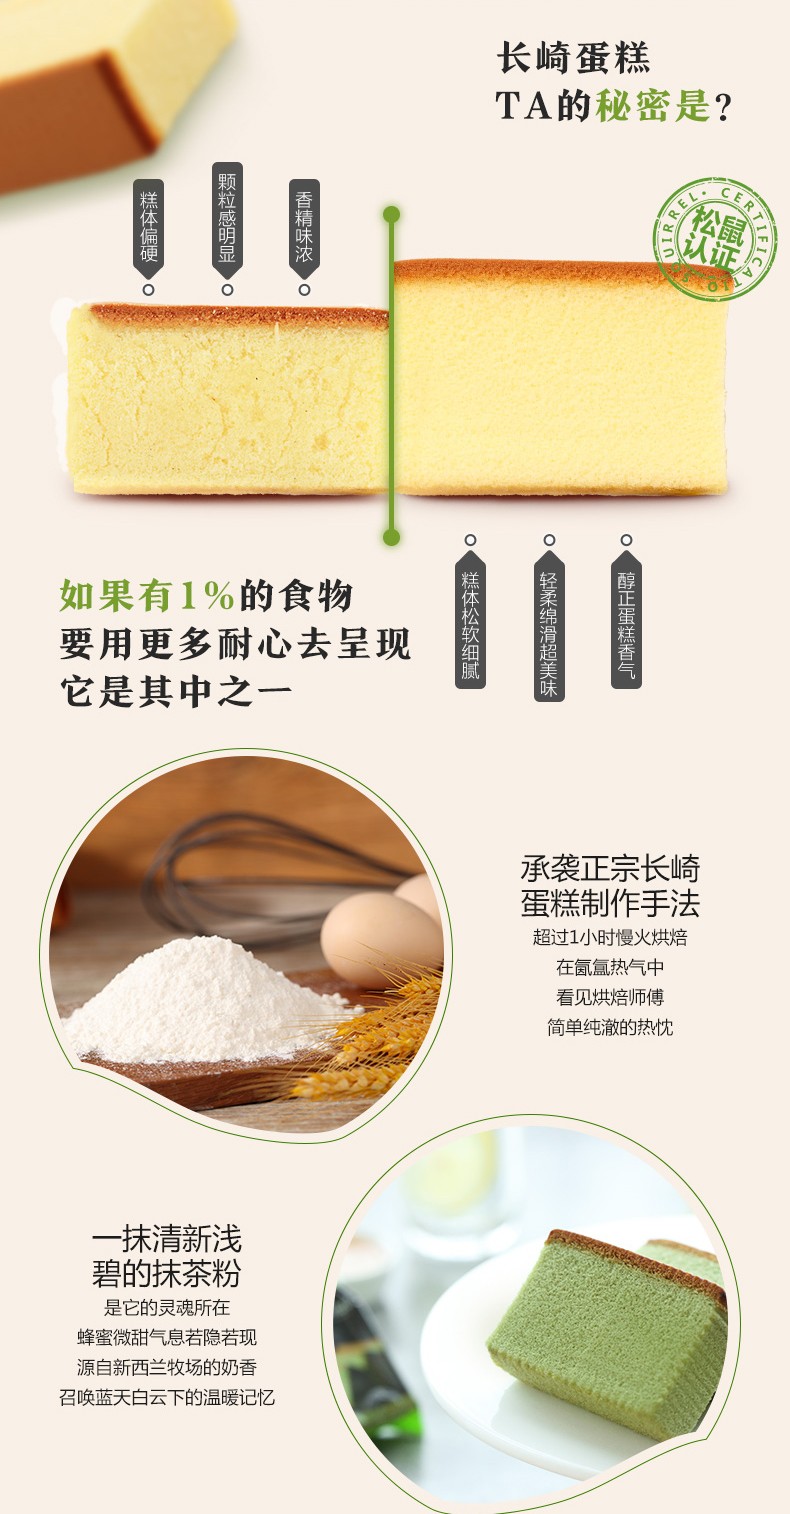 长崎蛋糕
TA的秘密是?
糕体偏硬
颗粒感明显
香精味浓
松鼠
认证
糕体松软细腻
轻柔绵滑超美味
醇正蛋糕香气
如果有1%的食物
要用更多耐心去呈现
它是其中之一
承袭正宗长崎
蛋糕制作手法
超过1小时慢火烘焙
在氤氲热气中
看见烘焙师傅
简单纯澈的热忱
一抹清新浅
碧的抹茶粉
是它的灵魂所在
蜂蜜微甜气息若隐若现
源自新西兰牧场的奶香
召唤蓝天白云下的温暖记忆